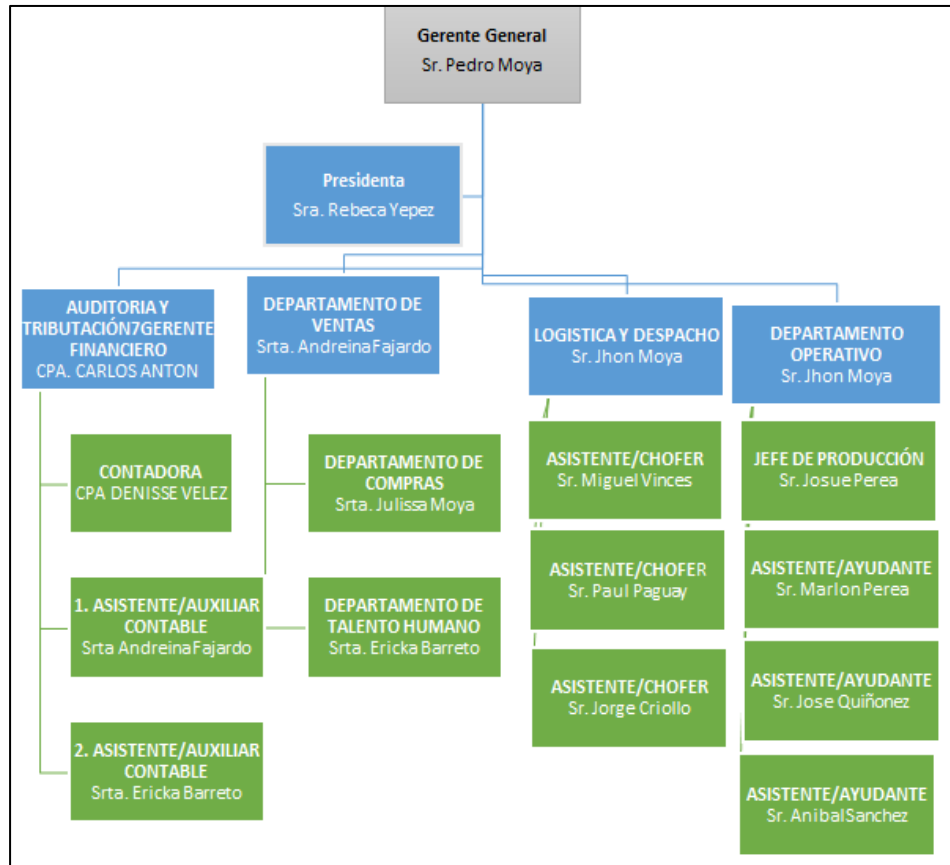 Gerente General
Sr. Pedro Moya
Presidenta
Sra. Rebeca Yepez
AUDITORIA Y
TRIBUTACIÓN7GERENTE
FINANCIERO
CPA. CARLOS ANTON
DEPARTAMENTO DE
VENTAS
Srta. Andreina Fajardo
LOGISTICA Y DESPACHO
Sr. Jhon Moya
DEPARTAMENTO
OPERATIVO
Sr. Jhon Moya
CONTADORA
CPA DENISSE VELEZ
1. ASISTENTE/AUXILIAR
CONTABLE
Srta Andreina Fajardo
2. ASISTENTE/AUXILIAR
CONTABLE
Srta. Ericka Barreto
DEPARTAMENTO DE
COMPRAS
Srta. Julissa Moya
DEPARTAMENTO DE
TALENTO HUMANO
Srta. Ericka Barreto
ASISTENTE/CHOFER
Sr. Miguel Vinces
ASISTENTE/CHOFER
Sr. Paul Paguay
ASISTENTE/CHOFER
Sr. Jorge Criollo
JEFE DE PRODUCCIÓN
Sr. Josue Perea
ASISTENTE/AYUDANTE
Sr. Marlon Perea
ASISTENTE/AYUDANTE
Sr. Jose Quiñonez
ASISTENTE/AYUDANTE
Sr. Anibal Sanchez